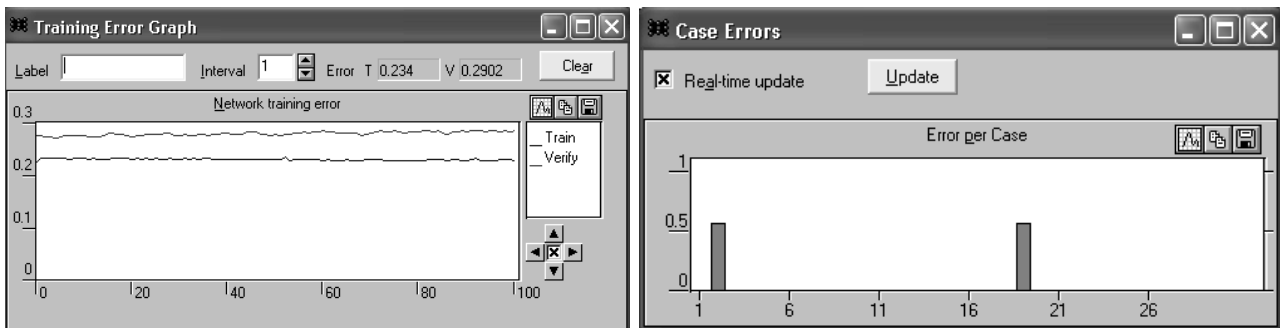 Training Error Graph
Label Interval 1 Error T 0.234 V 0.2902 Clear
Network training error
0.3
0.2
0.1
0
0 20 40 60 80 100
Train
Verify
Case Errors
Real-time update Update
Error per Case
1
0.5
0
1 6 11 16 21 26